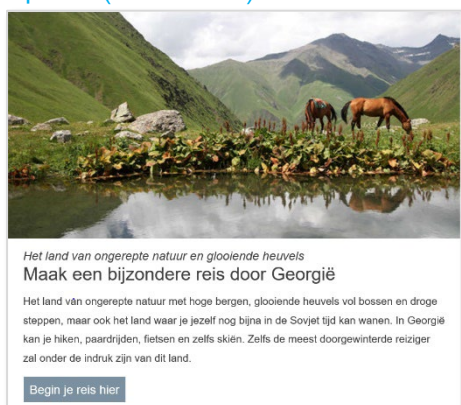 Het land van ongerepte natuur en glooiende heuvels
Maak een bijzondere reis door Georgië
Het land ván ongerepte natuur met hoge bergen, glooiende heuvels vol bossen en droge
steppen, maar ook het land waar je jezelf nog bijna in de Sovjet tijd kan wanen. In Georgië
kan je hiken, paardrijden, fietsen en zelfs skiën. Zelfs de meest doorgewinterde reiziger
zal onder de indruk zijn van dit land.
Begin je reis hier